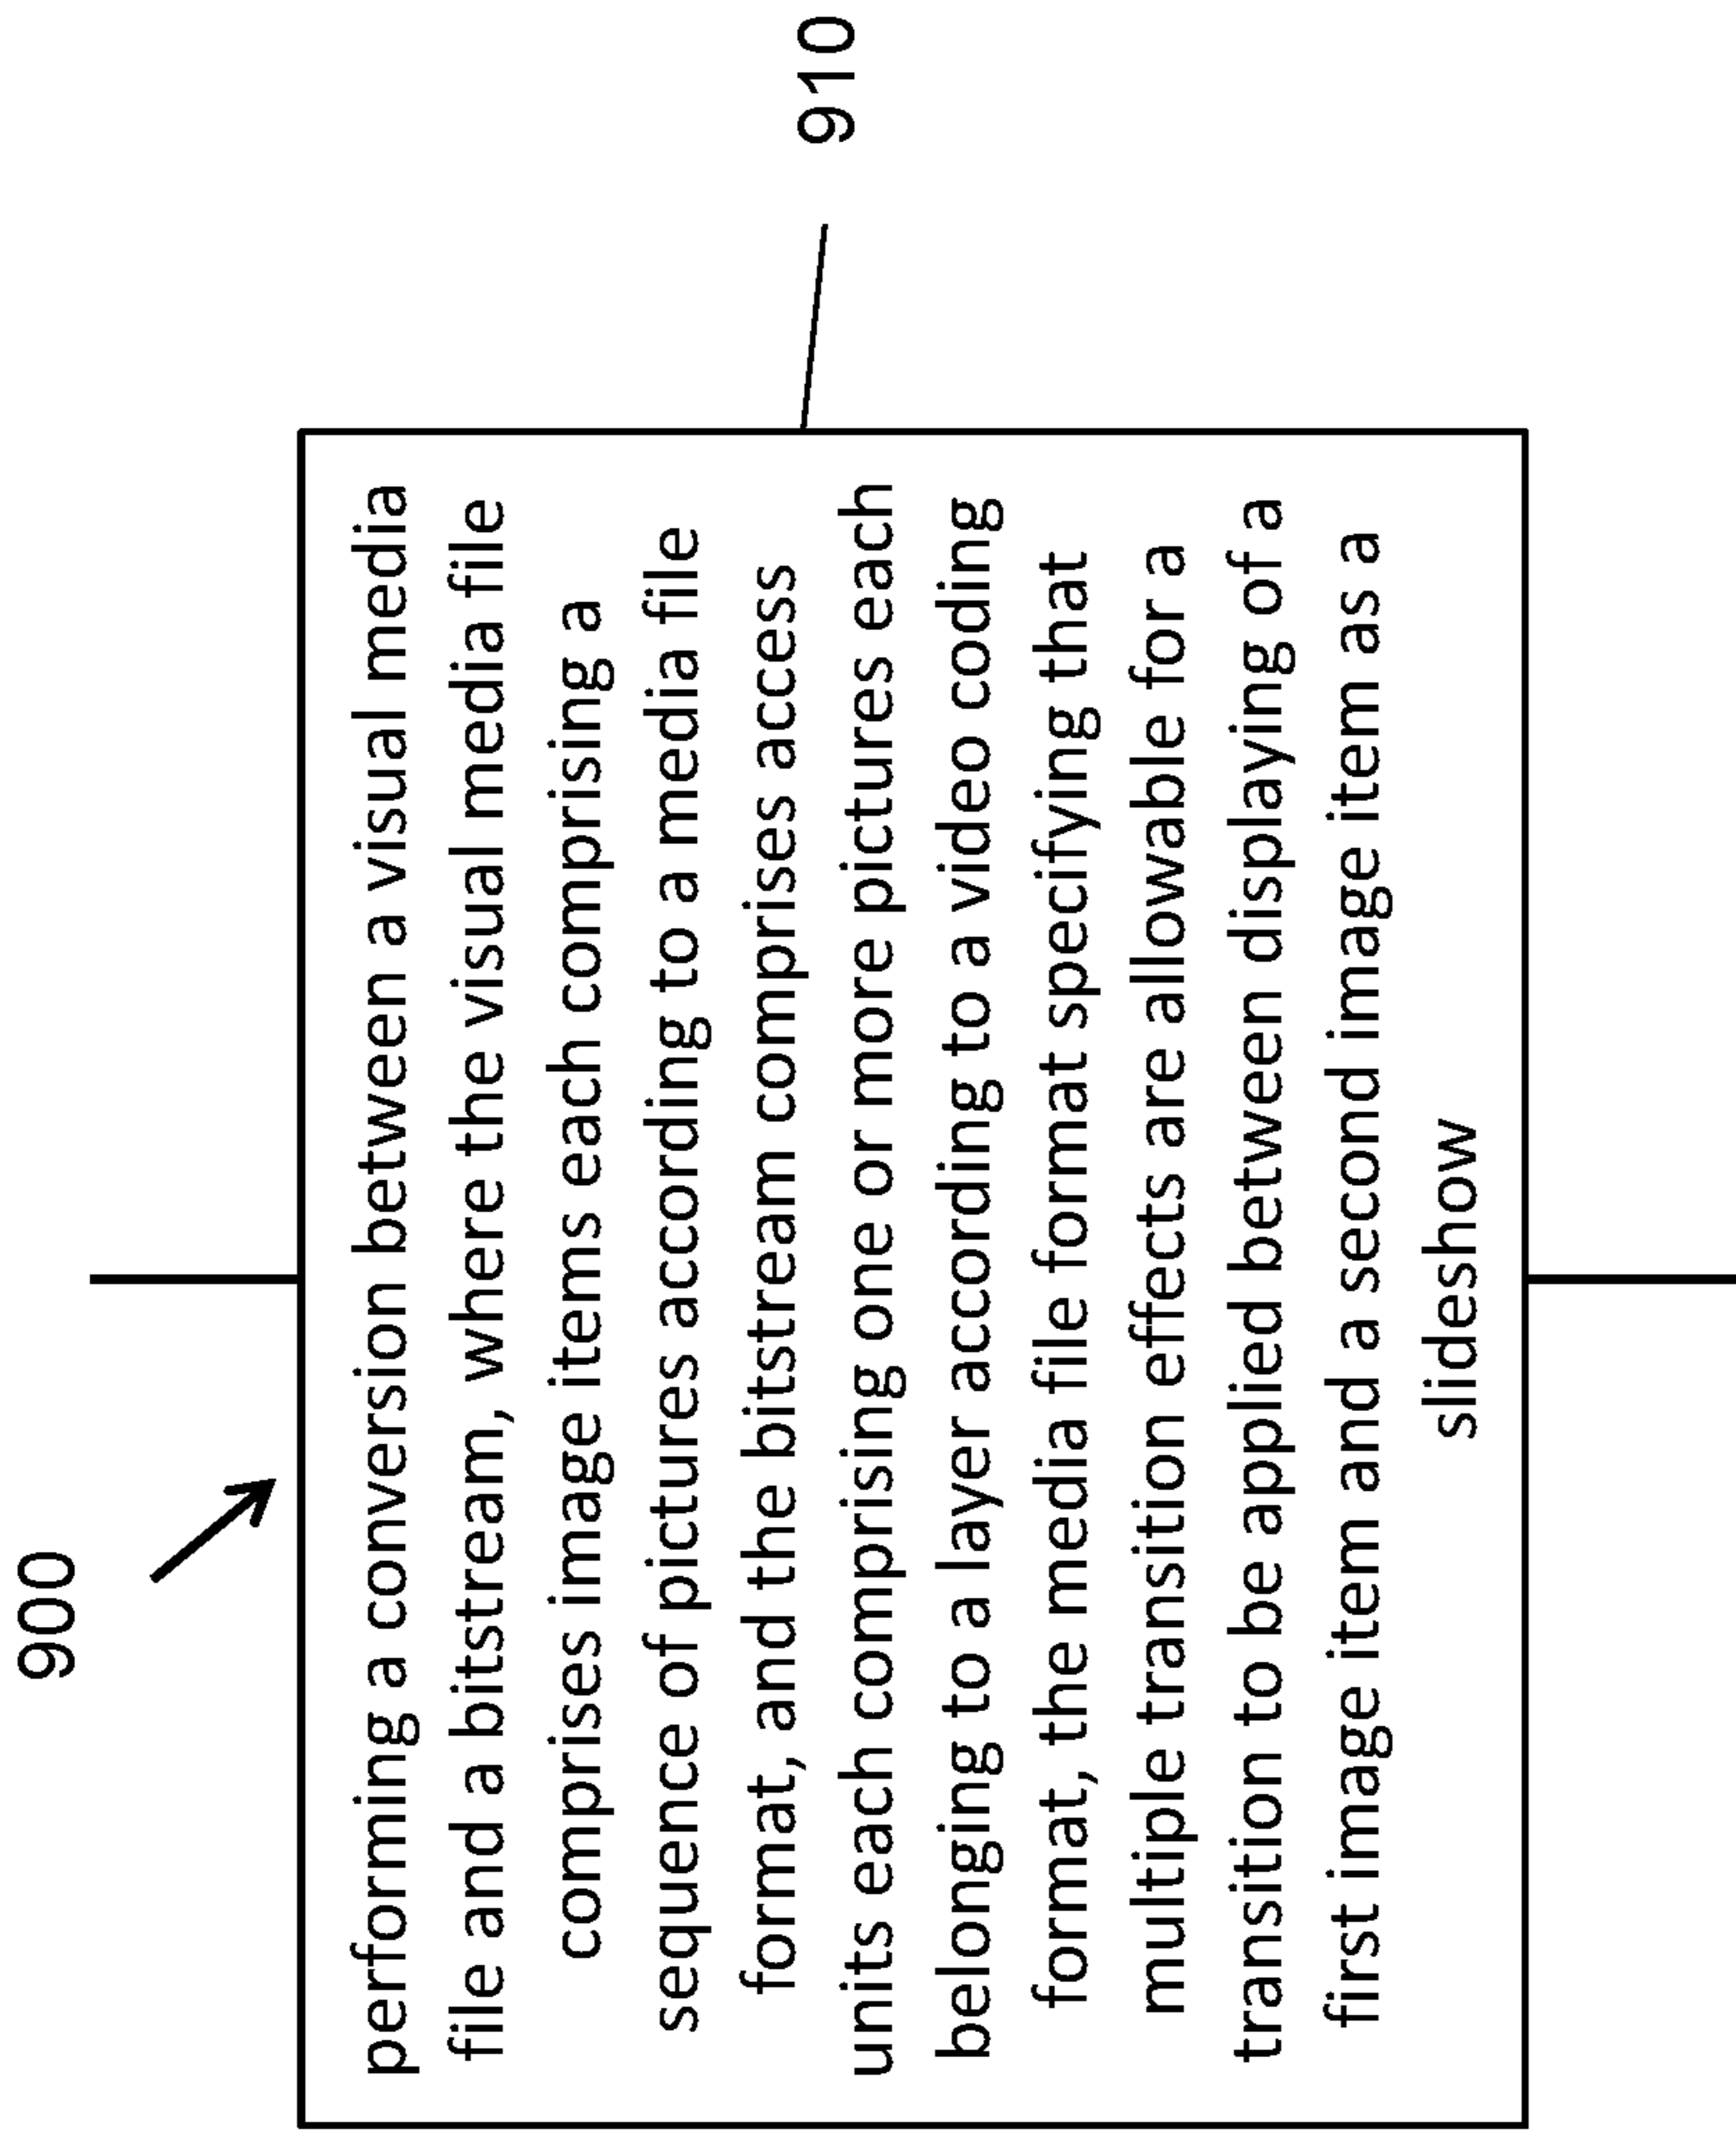 900
performing a conversion between a visual media
file and a bitstream, where the visual media file
comprises image items each comprising a
sequence of pictures according to a media file
format, and the bitstream comprises access
units each comprising one or more pictures each
belonging to a layer according to a video coding
format, the media file format specifying that
multiple transition effects are allowable for a
transition to be applied between displaying of a
first image item and a second image item as a
slideshow
910